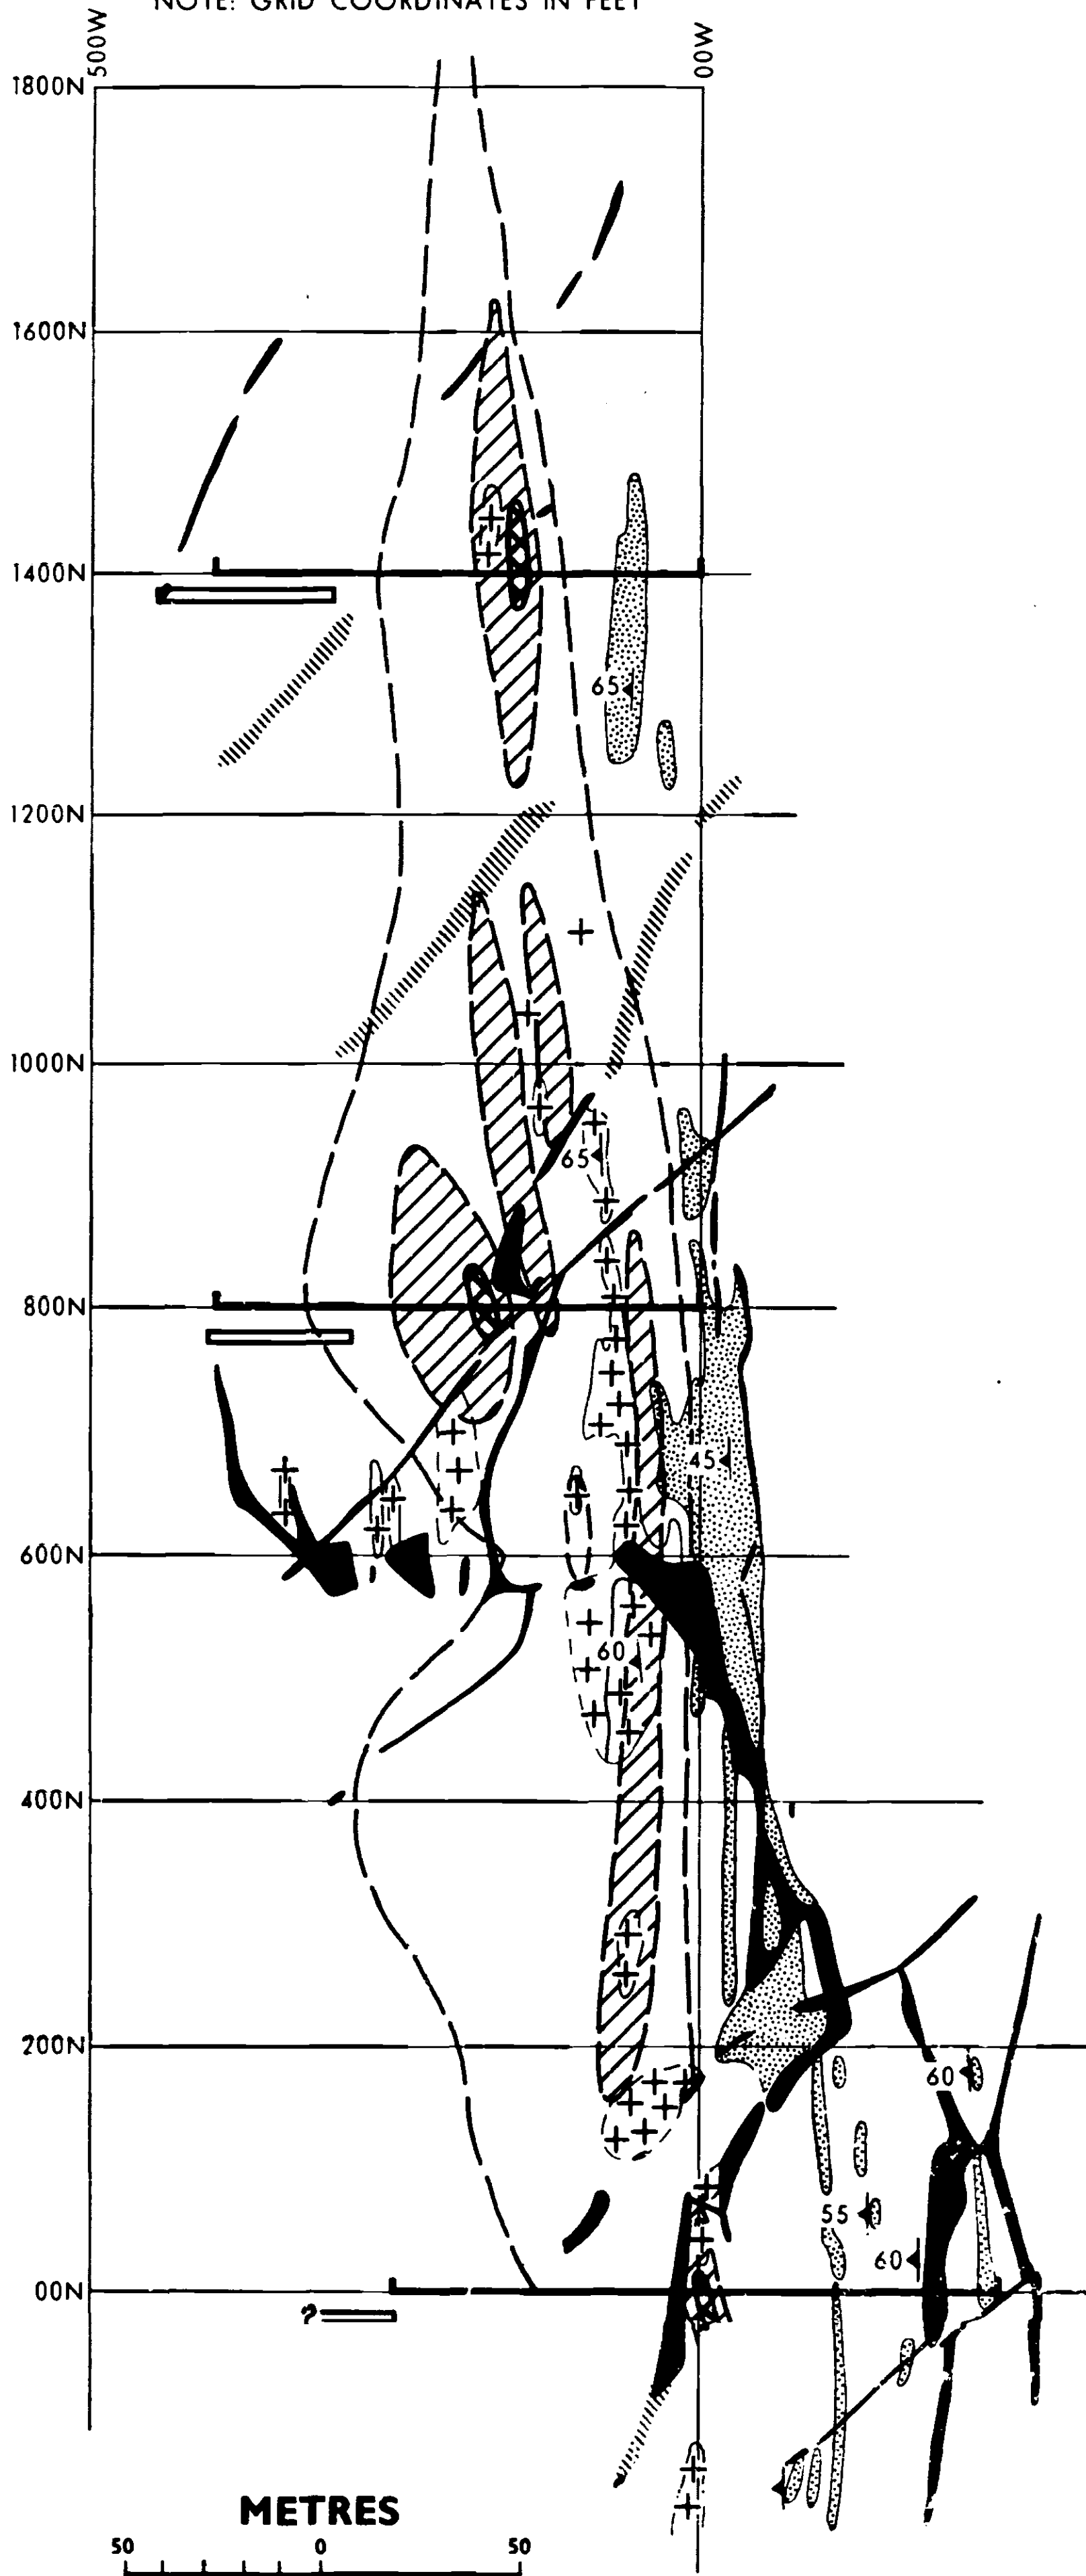 NOTE: GRID COORDINATES IN FEET
500W
00W
1800N
1600N
1400N
65
1200N
1000N
65
800N
45
600N
60
400N
200N
60
55
60
00N
?
METRES
50 0 50